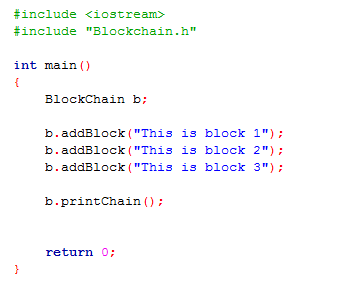 #include <iostream>
#include "Blockchain.h"
int main()
{
BlockChain b;
b.addBlock("This is block 1");
b.addBlock("This is block 2");
b.addBlock("This is block 3");
b.printChain();
return 0;
}